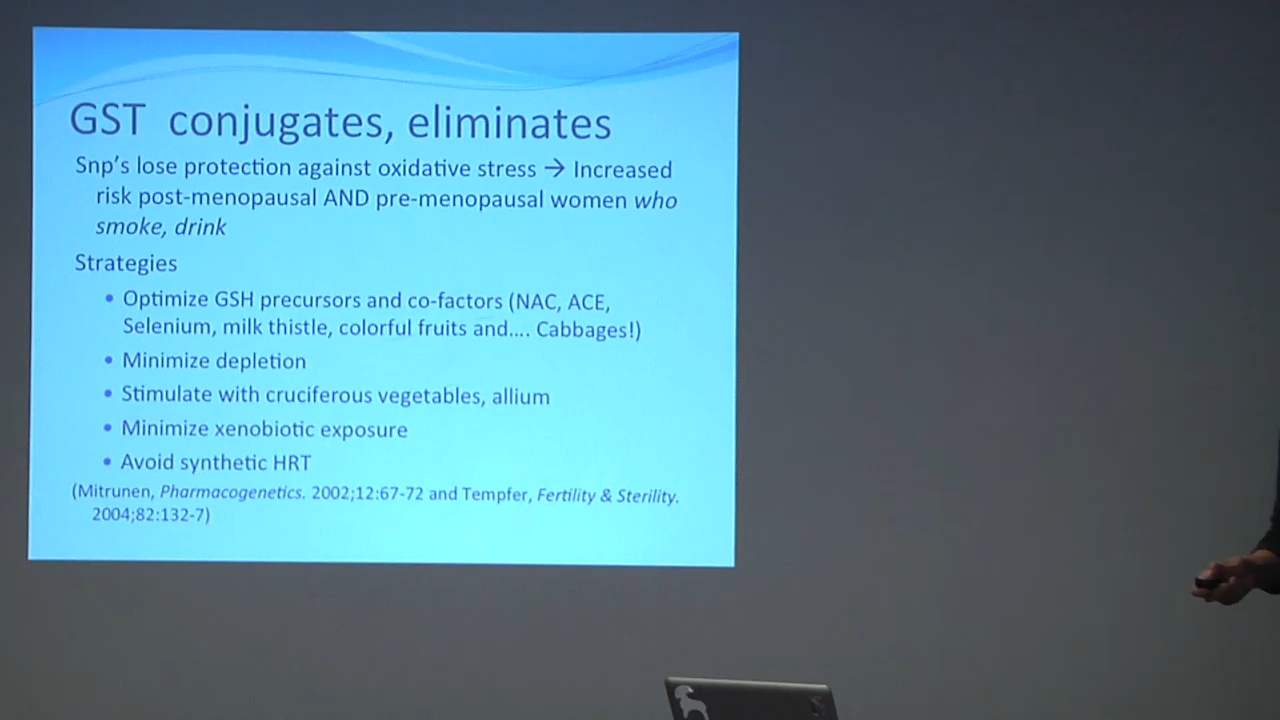 GST conjugates, eliminates
Snp's lose protection against oxidative stress → Increased
risk post-menopausal AND pre-menopausal women who
smoke, drink
Strategies
• Optimize GSH precursors and co-factors (NAC, ACE,
Selenium, milk thistle, colorful fruits and.... Cabbages!)
• Minimize depletion
• Stimulate with cruciferous vegetables, allium
• Minimize xenobiotic exposure
• Avoid synthetic HRT
(Mitrunen, Pharmacogenetics. 2002;12:67-72 and Tempfer, Fertility & Sterility.
2004;82:132-7)